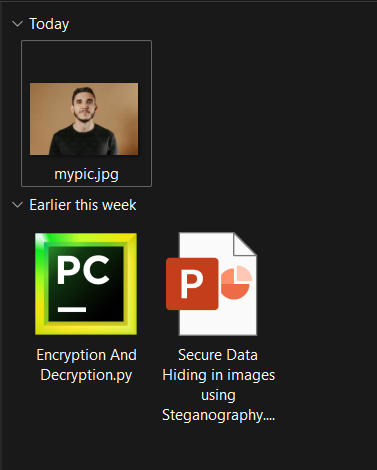 Today
mypic.jpg
Earlier this week
PC
P
Encryption And
Decryption.py
Secure Data
Hiding in images
using
Steganography....